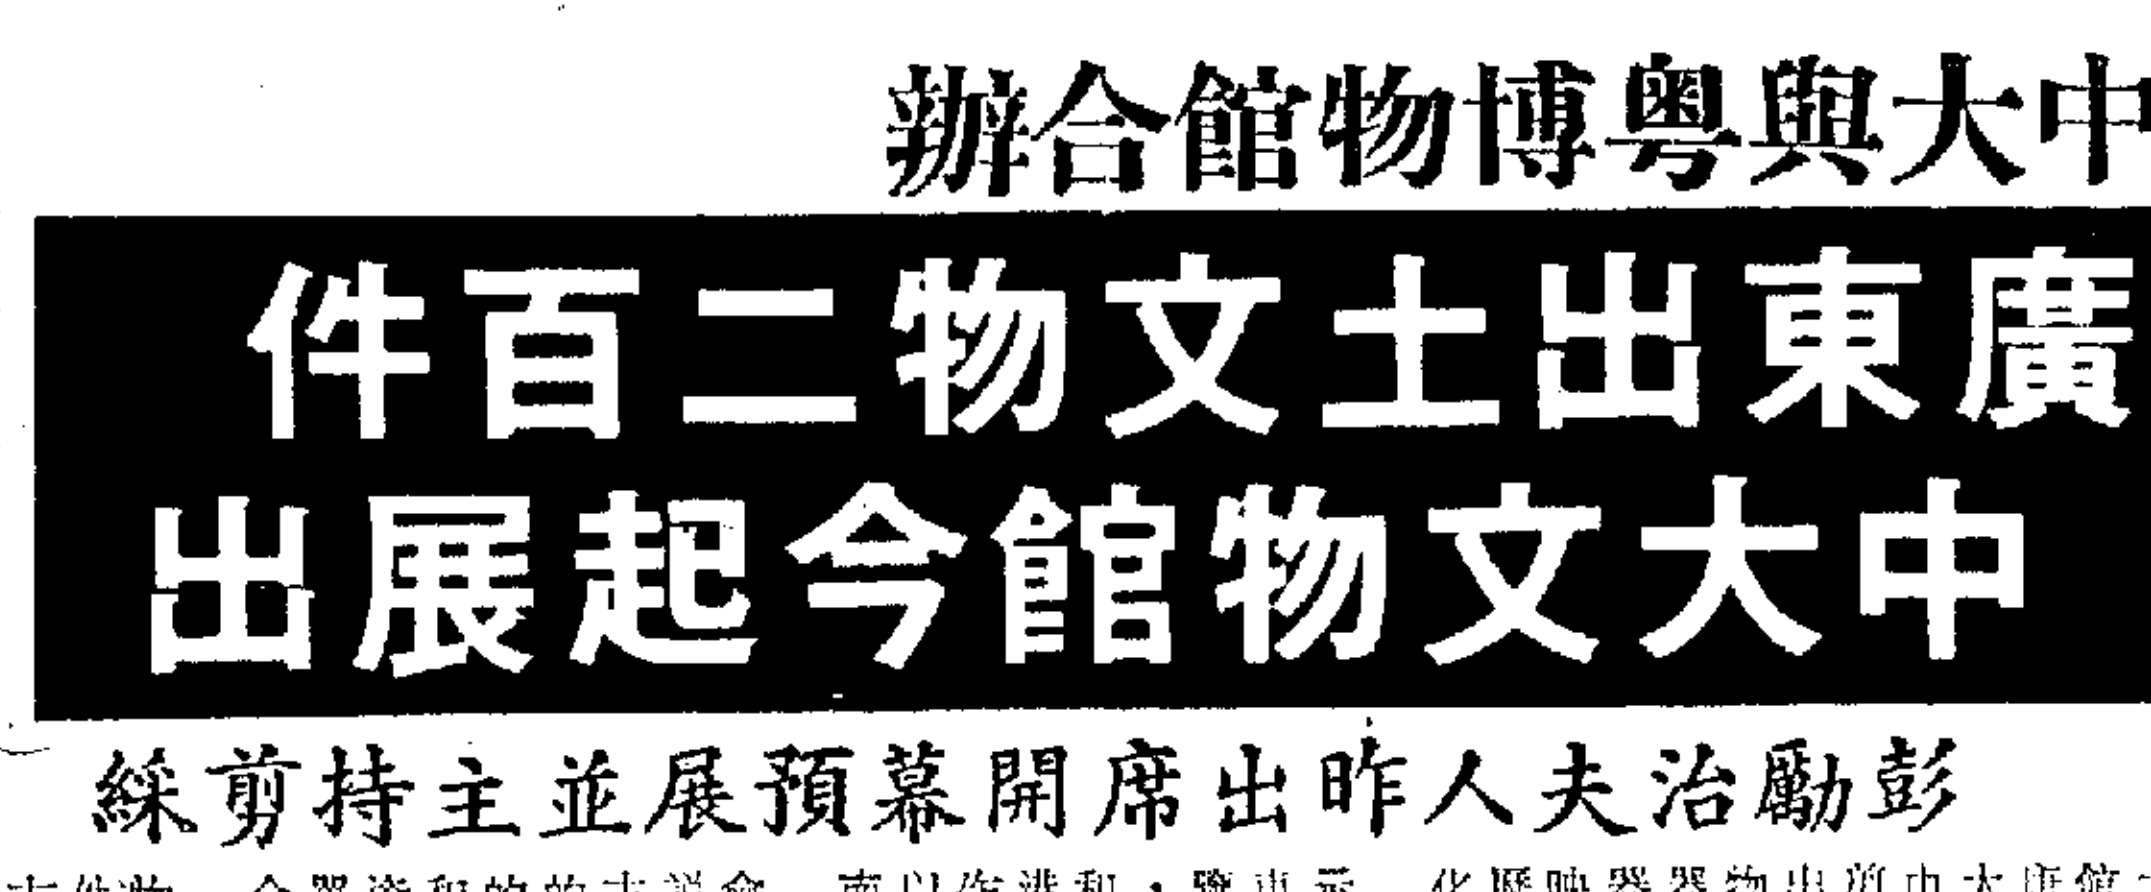 中大與粤博物館合辦
廣東出土文物二百件
中大文物館今起展出
彭勵治夫人昨出席開幕預展並主持剪綵